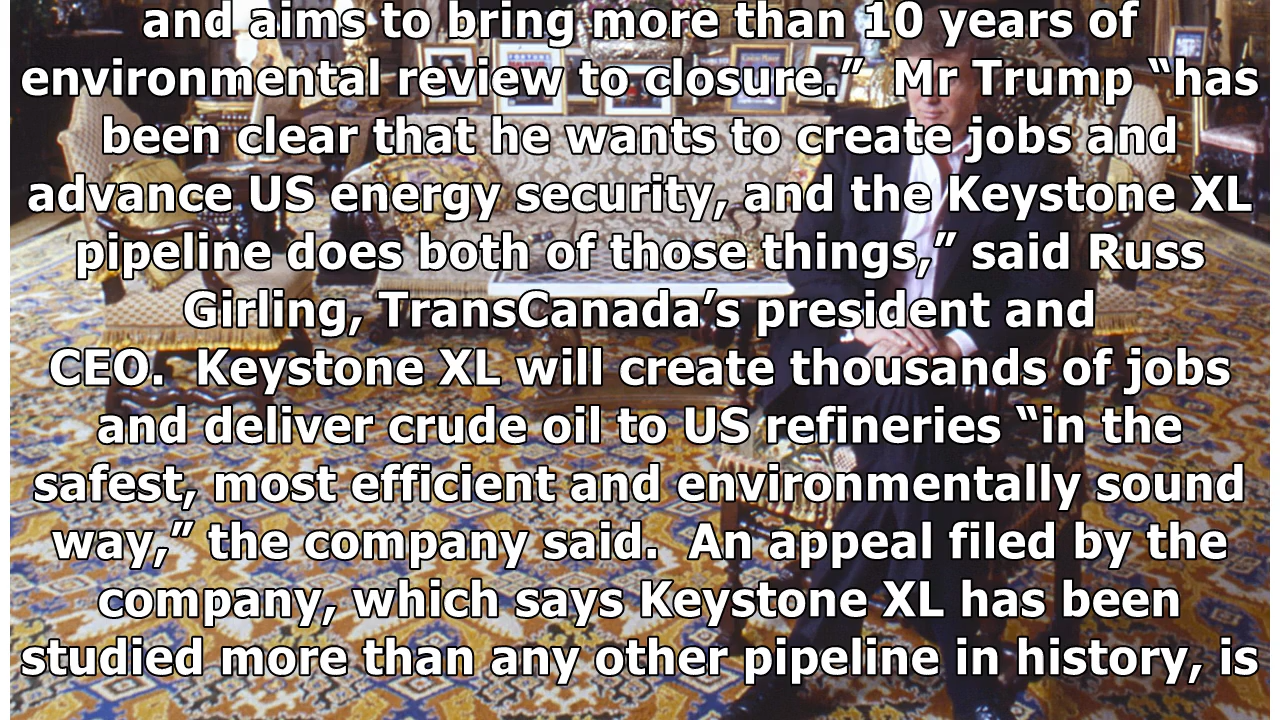 and aims to bring more than 10 years of
environmental review to closure.”  Mr Trump “has
been clear that he wants to create jobs and
advance US energy security, and the Keystone XL
pipeline does both of those things,” said Russ
Girling, TransCanada’s president and
CEO.  Keystone XL will create thousands of jobs
and deliver crude oil to US refineries “in the
safest, most efficient and environmentally sound
way,” the company said.  An appeal filed by the
company, which says Keystone XL has been
studied more than any other pipeline in history, is